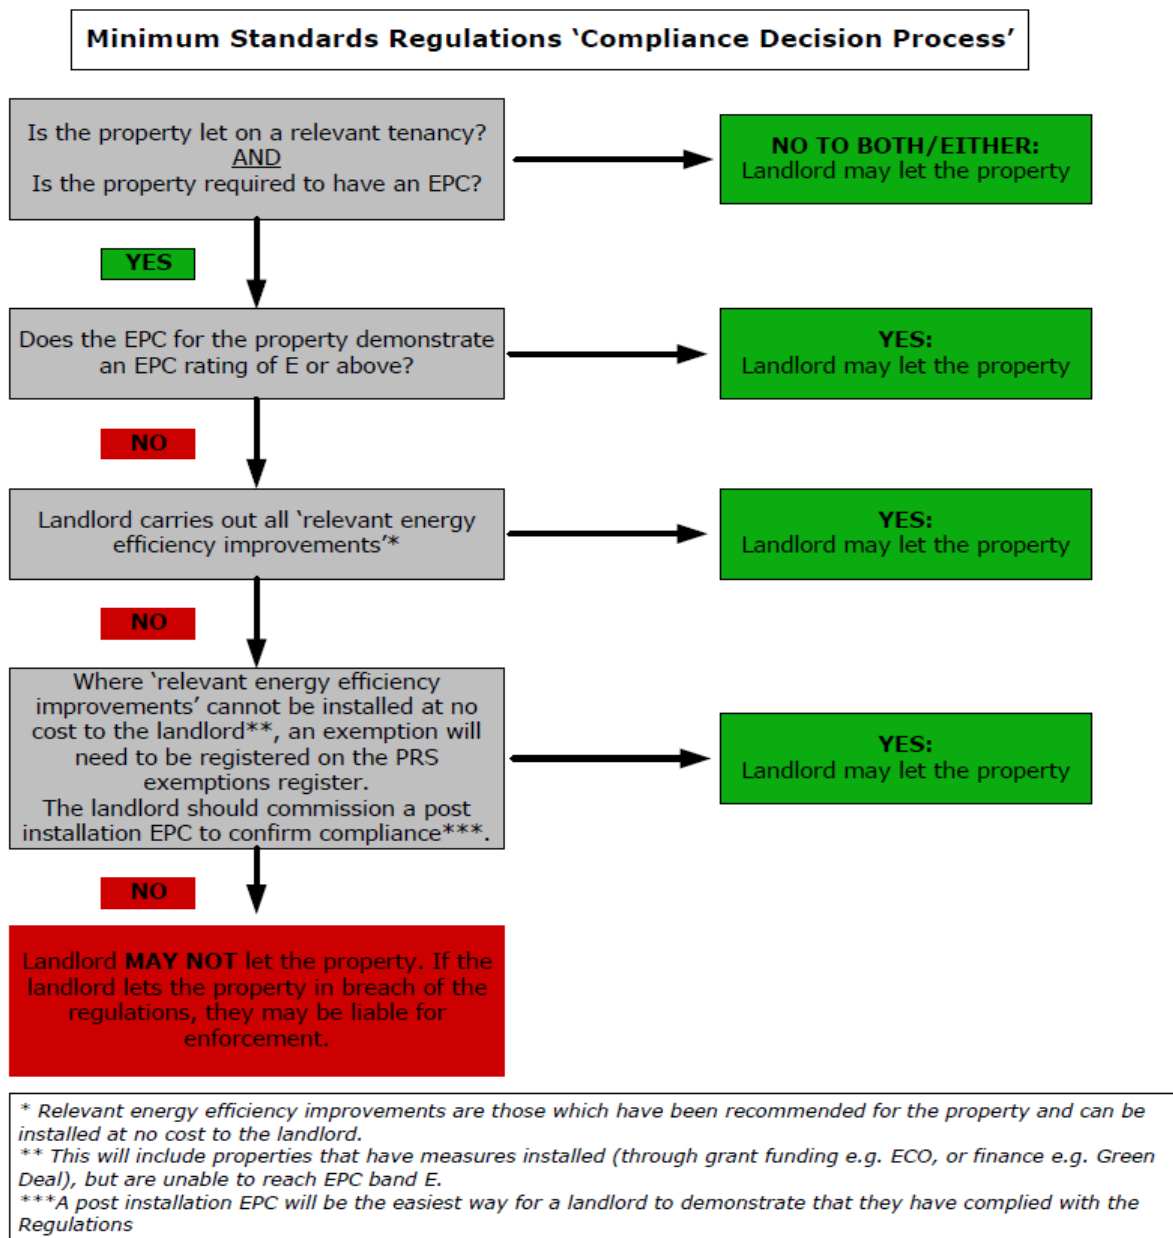 Minimum Standards Regulations ‘Compliance Decision Process’
Is the property let on a relevant tenancy?
AND
Is the property required to have an EPC?
NO TO BOTH/EITHER:
Landlord may let the property
YES
Does the EPC for the property demonstrate
an EPC rating of E or above?
YES:
Landlord may let the property
NO
Landlord carries out all ‘relevant energy
efficiency improvements’*
YES:
Landlord may let the property
NO
Where ‘relevant energy efficiency
improvements’ cannot be installed at no
cost to the landlord**, an exemption will
need to be registered on the PRS
exemptions register.
The landlord should commission a post
installation EPC to confirm compliance***.
YES:
Landlord may let the property
NO
Landlord MAY NOT let the property. If the
landlord lets the property in breach of the
regulations, they may be liable for
enforcement.
* Relevant energy efficiency improvements are those which have been recommended for the property and can be
installed at no cost to the landlord.
** This will include properties that have measures installed (through grant funding e.g. ECO, or finance e.g. Green
Deal), but are unable to reach EPC band E.
***A post installation EPC will be the easiest way for a landlord to demonstrate that they have complied with the
Regulations